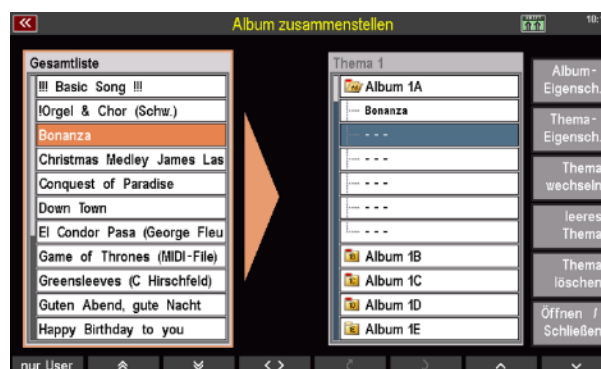 Album zusammenstellen
10:
Gesamtliste
!!! Basic Song !!!
!Orgel & Chor (Schw.)
Bonanza
Christmas Medley James Las
Conquest of Paradise
Down Town
El Condor Pasa (George Fleu
Game of Thrones (MIDI-File)
Greensleeves (C Hirschfeld)
Guten Abend, gute Nacht
Happy Birthday to you
Thema 1
Album 1A
Bonanza
- - -
- - -
- - -
- - -
- - -
Album 1B
Album 1C
Album 1D
Album 1E
Album-
Eigensch.
Thema-
Eigensch.
Thema
wechseln
leeres
Thema
Thema
löschen
Öffnen /
Schließen
nur User